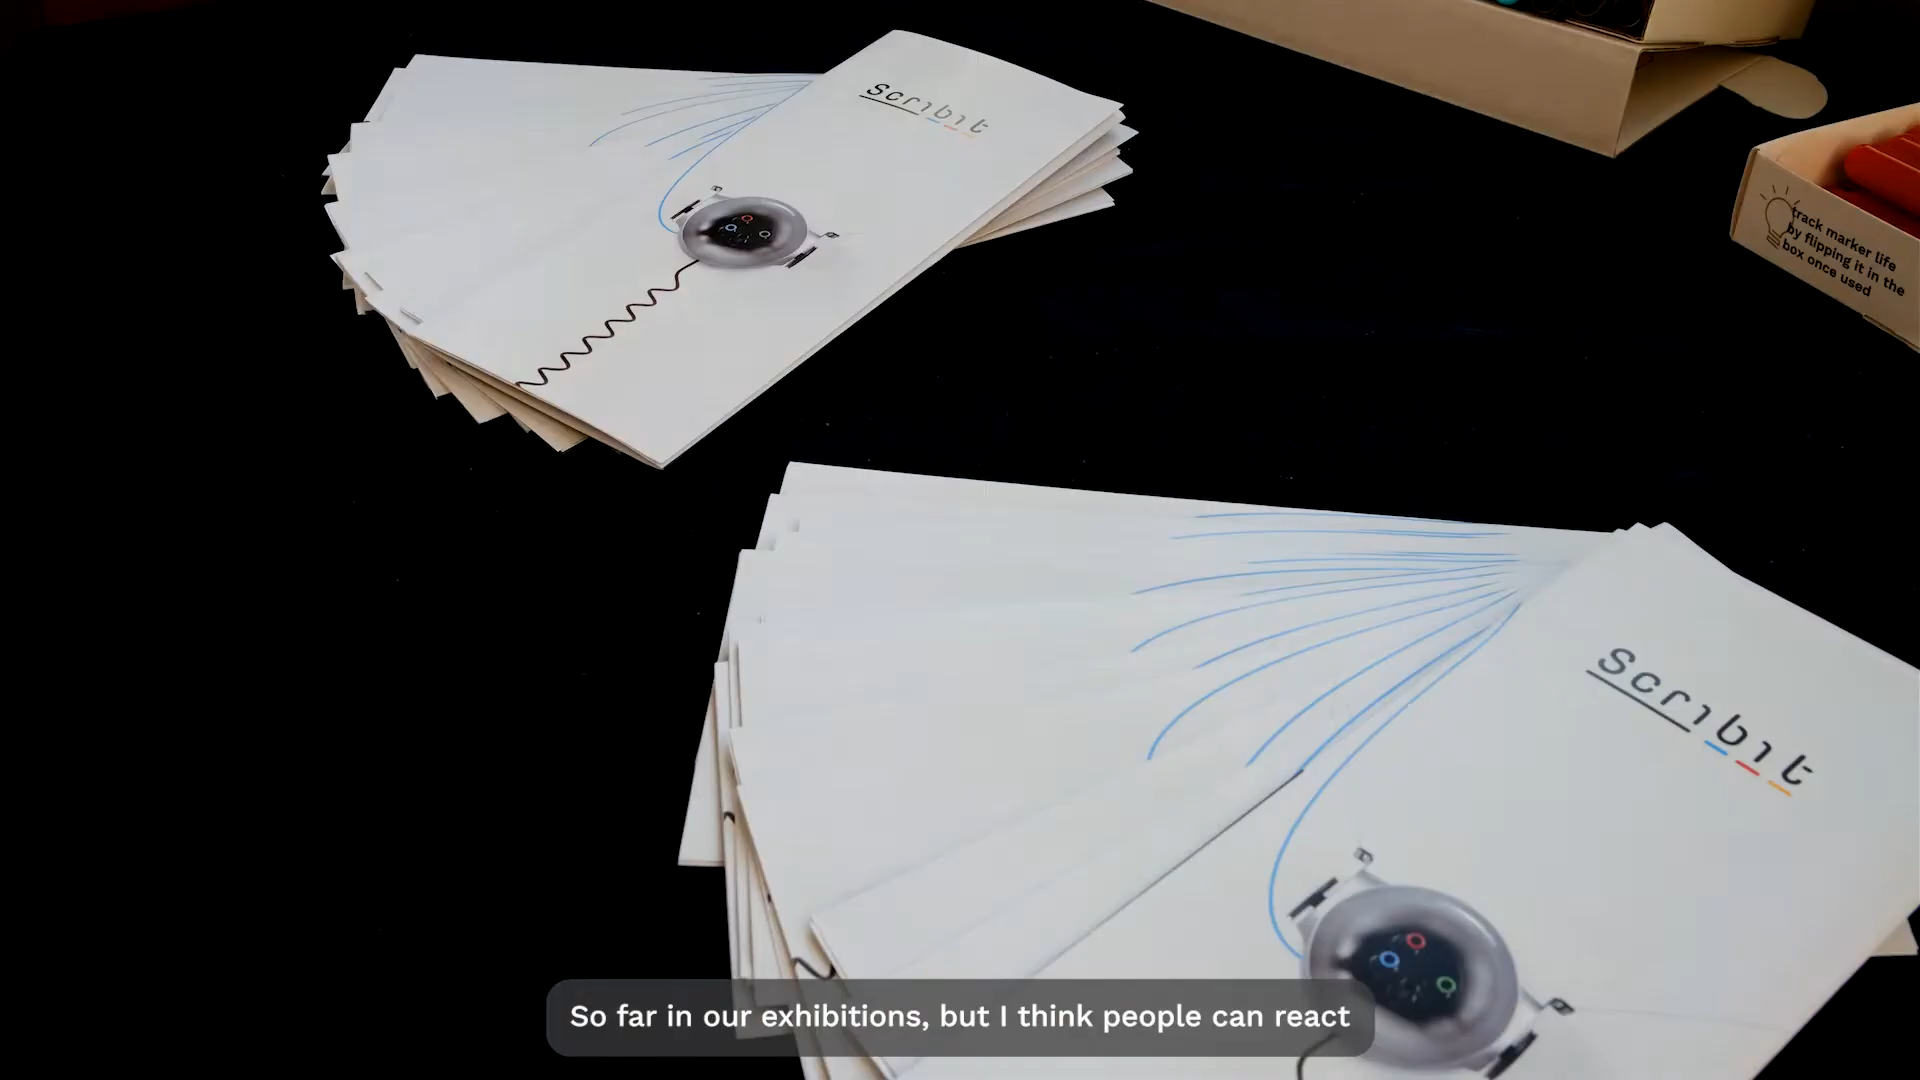 Scribit
track marker life
by flipping it in the
box once used
Scribit
So far in our exhibitions, but I think people can react